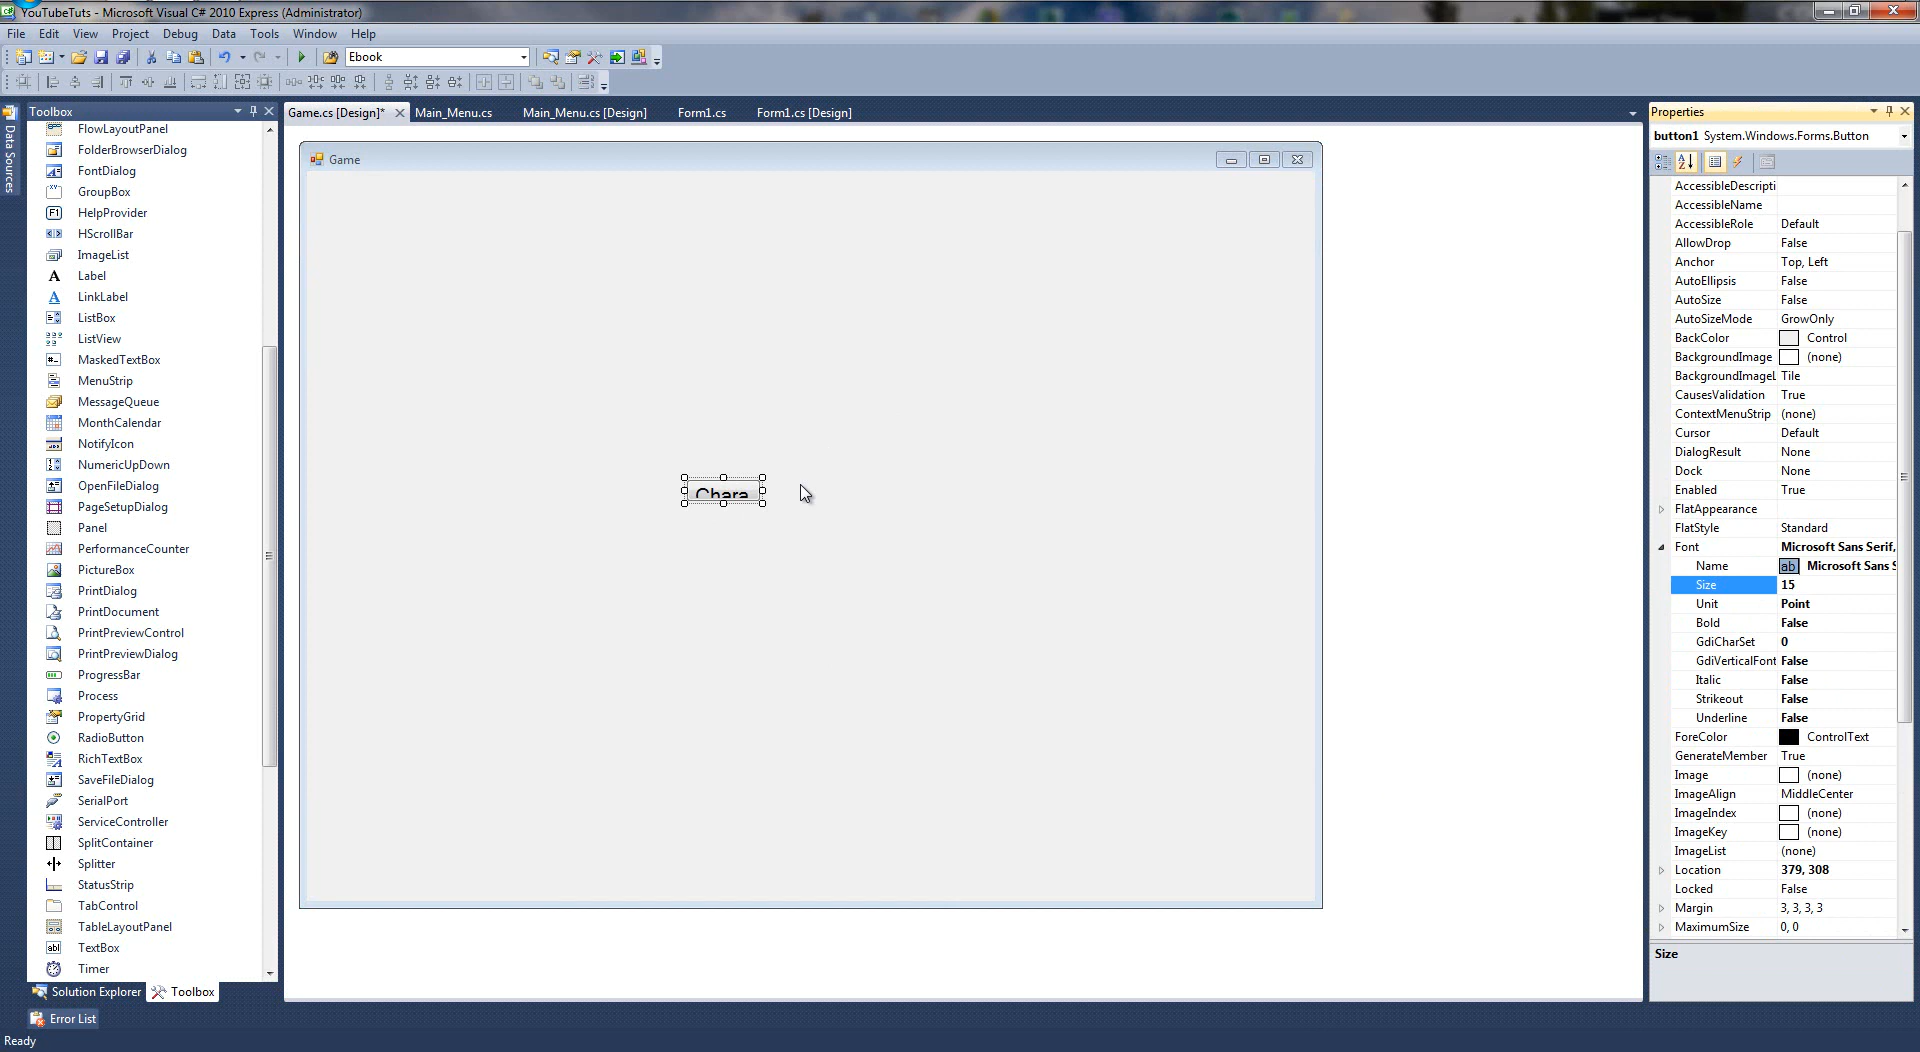 YouTubeTuts - Microsoft Visual C# 2010 Express (Administrator)
File Edit View Project Debug Tools Window Help
Ebook
Data Sources
Toolbox
FlowLayoutPanel
FolderBrowserDialog
FontDialog
GroupBox
HelpProvider
HScrollBar
ImageList
Label
LinkLabel
ListBox
ListView
MaskedTextBox
MenuStrip
MessageQueue
MonthCalendar
NotifyIcon
NumericUpDown
OpenFileDialog
PageSetupDialog
Panel
PerformanceCounter
PictureBox
PrintDialog
PrintDocument
PrintPreviewControl
PrintPreviewDialog
ProgressBar
Process
PropertyGrid
RadioButton
RichTextBox
SaveFileDialog
SerialPort
ServiceController
SplitContainer
Splitter
StatusStrip
TabControl
TableLayoutPanel
TextBox
Timer
Solution Explorer Toolbox
Error List
Ready
Game.cs [Design]* Main_Menu.cs Main_Menu.cs [Design] Form1.cs Form1.cs [Design]
Game
Chara
Properties
button1 System.Windows.Forms.Button
AccessibleDescripti
AccessibleName
AccessibleRole Default
AllowDrop False
Anchor Top, Left
AutoEllipsis False
AutoSize False
AutoSizeMode GrowOnly
BackColor Control
BackgroundImage (none)
BackgroundImageL Tile
CausesValidation True
ContextMenuStrip (none)
Cursor Default
DialogResult None
Dock None
Enabled True
FlatAppearance
FlatStyle Standard
Font Microsoft Sans Serif,
Name ab Microsoft Sans S
Size 15
Unit Point
Bold False
GdiCharSet 0
GdiVerticalFont False
Italic False
Strikeout False
Underline False
ForeColor ControlText
GenerateMember True
Image (none)
ImageAlign MiddleCenter
ImageIndex (none)
ImageKey (none)
ImageList (none)
Location 379, 308
Locked False
Margin 3, 3, 3, 3
MaximumSize 0, 0
Size